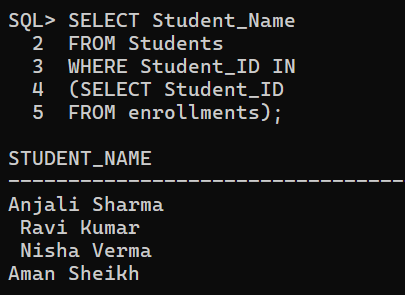 SQL> SELECT Student_Name
  2  FROM Students
  3  WHERE Student_ID IN
  4  (SELECT Student_ID
  5  FROM enrollments);

STUDENT_NAME
---------------------------------
Anjali Sharma
 Ravi Kumar
 Nisha Verma
Aman Sheikh